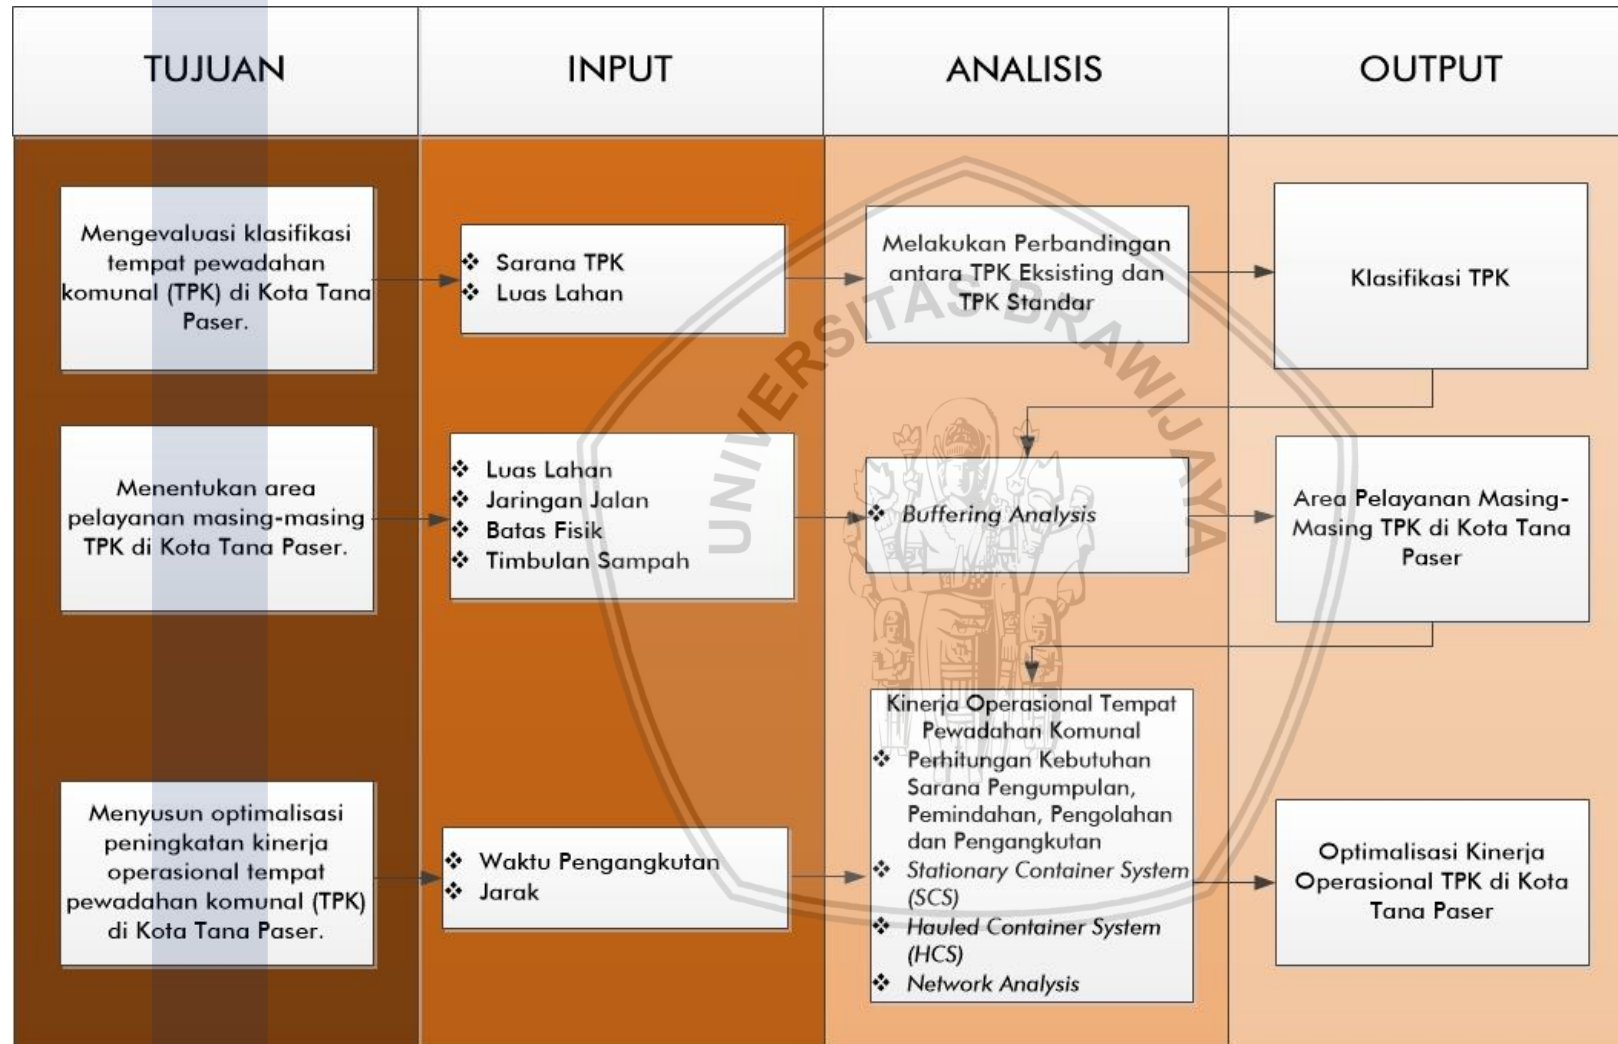 TUJUAN
INPUT
ANALISIS
OUTPUT
Mengevaluasi klasifikasi
tempat pewadahan
komunal (TPK) di Kota Tana
Paser.
❖ Sarana TPK
❖ Luas Lahan
Melakukan Perbandingan
antara TPK Eksisting dan
TPK Standar
Klasifikasi TPK
Menentukan area
pelayanan masing-masing
TPK di Kota Tana Paser.
❖ Luas Lahan
❖ Jaringan Jalan
❖ Batas Fisik
❖ Timbulan Sampah
❖ Buffering Analysis
Area Pelayanan Masing-
Masing TPK di Kota Tana
Paser
Menyusun optimalisasi
peningkatan kinerja
operasional tempat
pewadahan komunal (TPK)
di Kota Tana Paser.
❖ Waktu Pengangkutan
❖ Jarak
Kinerja Operasional Tempat
Pewadahan Komunal
❖ Perhitungan Kebutuhan
Sarana Pengumpulan,
Pemindahan, Pengolahan
dan Pengangkutan
❖ Stationary Container System
(SCS)
❖ Hauled Container System
(HCS)
❖ Network Analysis
Optimalisasi Kinerja
Operasional TPK di Kota
Tana Paser
UNIVERSITAS BRAWIJAYA